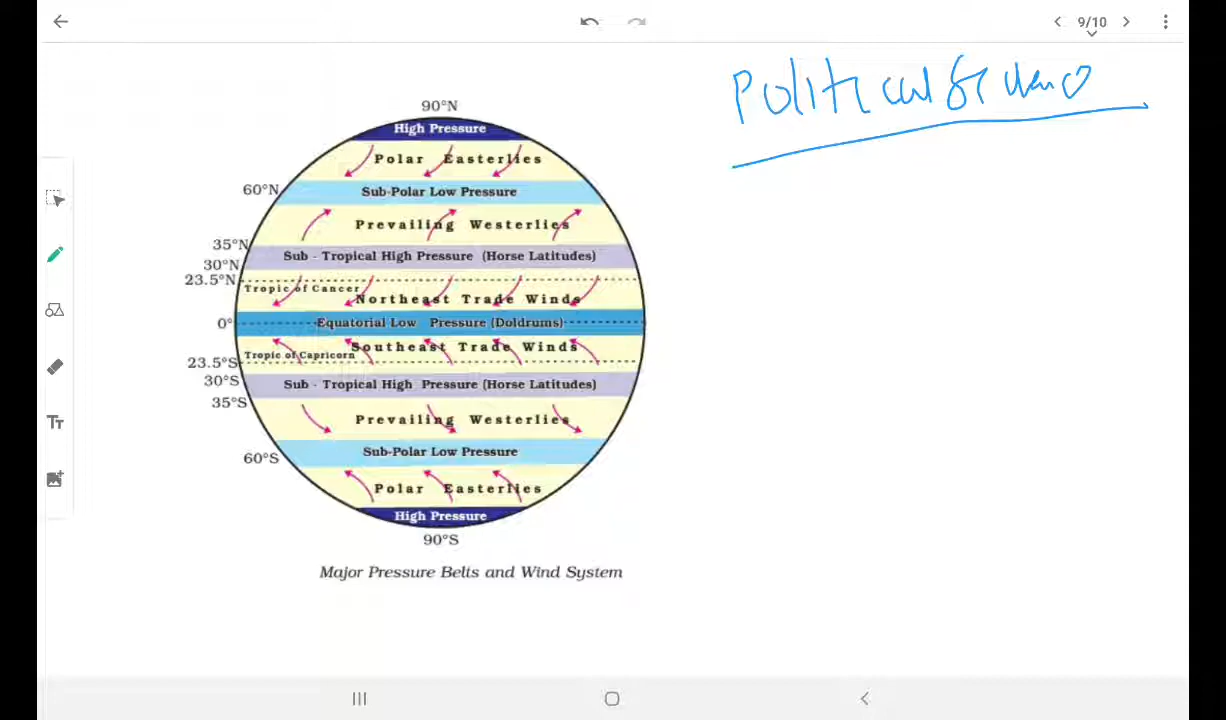 9/10
Political Science
90°N
High Pressure
Polar Easterlies
60°N
Sub-Polar Low Pressure
Prevailing Westerlies
35°N
Sub - Tropical High Pressure (Horse Latitudes)
30°N
23.5°N
Tropic of Cancer
Northeast Trade Winds
0°
Equatorial Low Pressure (Doldrums)
Southeast Trade Winds
Tropic of Capricorn
23.5°S
30°S
Sub - Tropical High Pressure (Horse Latitudes)
35°S
Prevailing Westerlies
Sub-Polar Low Pressure
60°S
Polar Easterlies
High Pressure
90°S
Major Pressure Belts and Wind System
Tт